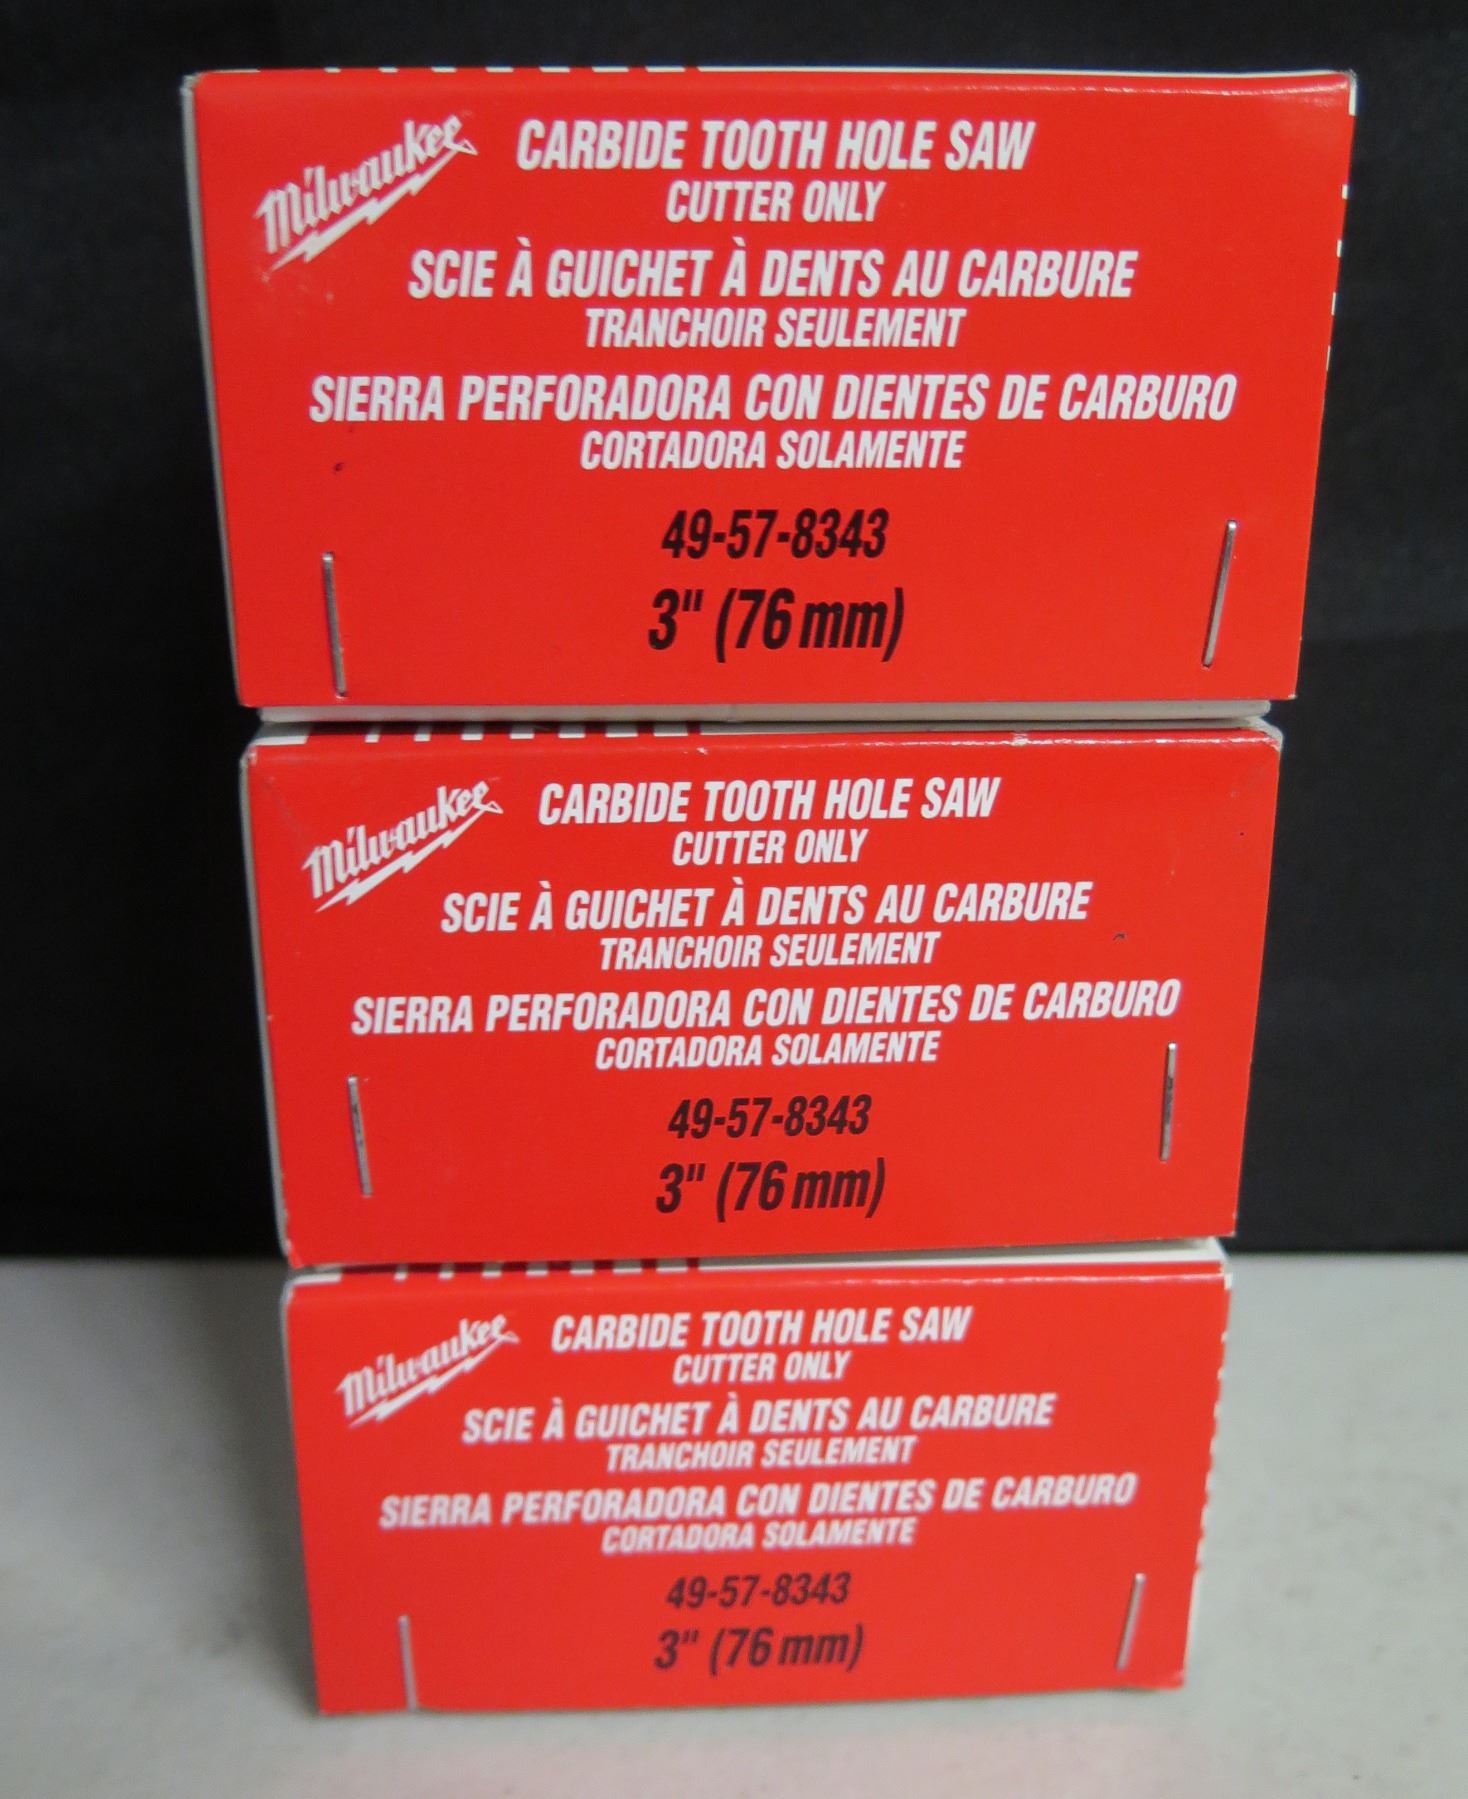 Milwaukee CARBIDE TOOTH HOLE SAW
CUTTER ONLY
SCIE À GUICHET À DENTS AU CARBURE
TRANCHOIR SEULEMENT
SIERRA PERFORADORA CON DIENTES DE CARBURO
CORTADORA SOLAMENTE
49-57-8343
3" (76 mm)
Milwaukee CARBIDE TOOTH HOLE SAW
CUTTER ONLY
SCIE À GUICHET À DENTS AU CARBURE
TRANCHOIR SEULEMENT
SIERRA PERFORADORA CON DIENTES DE CARBURO
CORTADORA SOLAMENTE
49-57-8343
3" (76 mm)
Milwaukee CARBIDE TOOTH HOLE SAW
CUTTER ONLY
SCIE À GUICHET À DENTS AU CARBURE
TRANCHOIR SEULEMENT
SIERRA PERFORADORA CON DIENTES DE CARBURO
CORTADORA SOLAMENTE
49-57-8343
3" (76 mm)